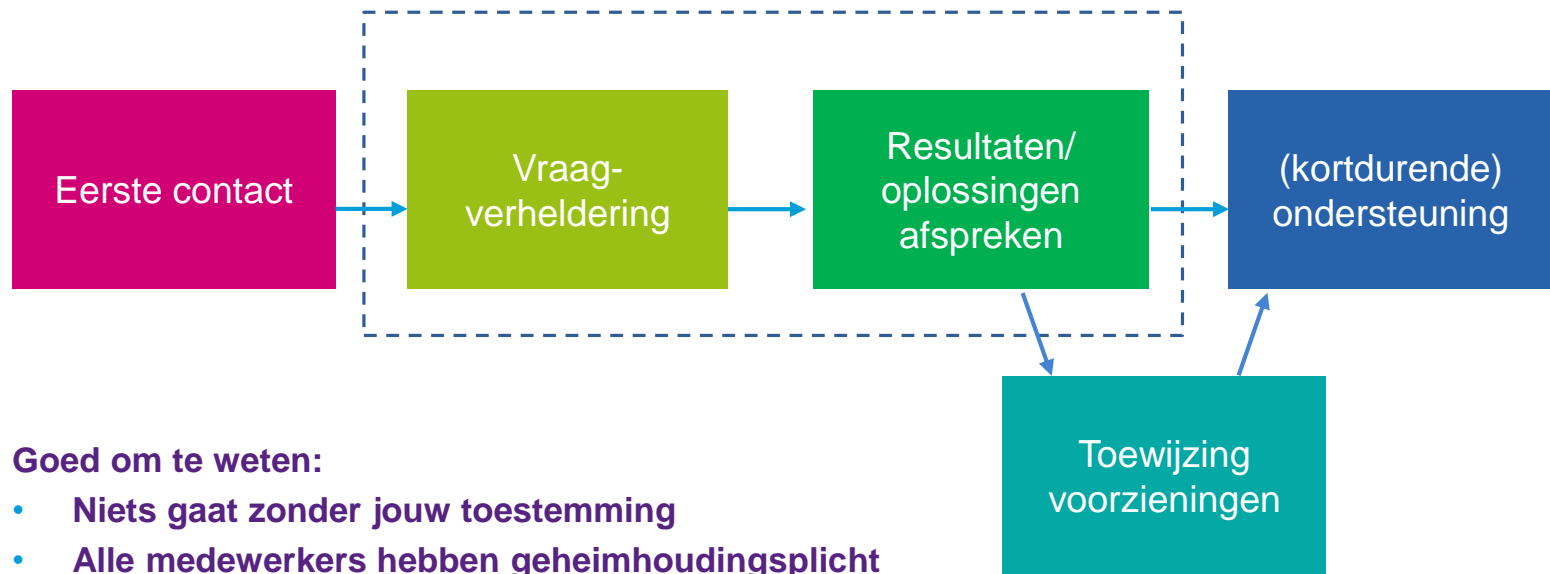 Eerste contact
Vraag-
verheldering
Resultaten/
oplossingen
afspreken
(kortdurende)
ondersteuning
Toewijzing
voorzieningen
Goed om te weten:
• Niets gaat zonder jouw toestemming
• Alle medewerkers hebben geheimhoudingsplicht